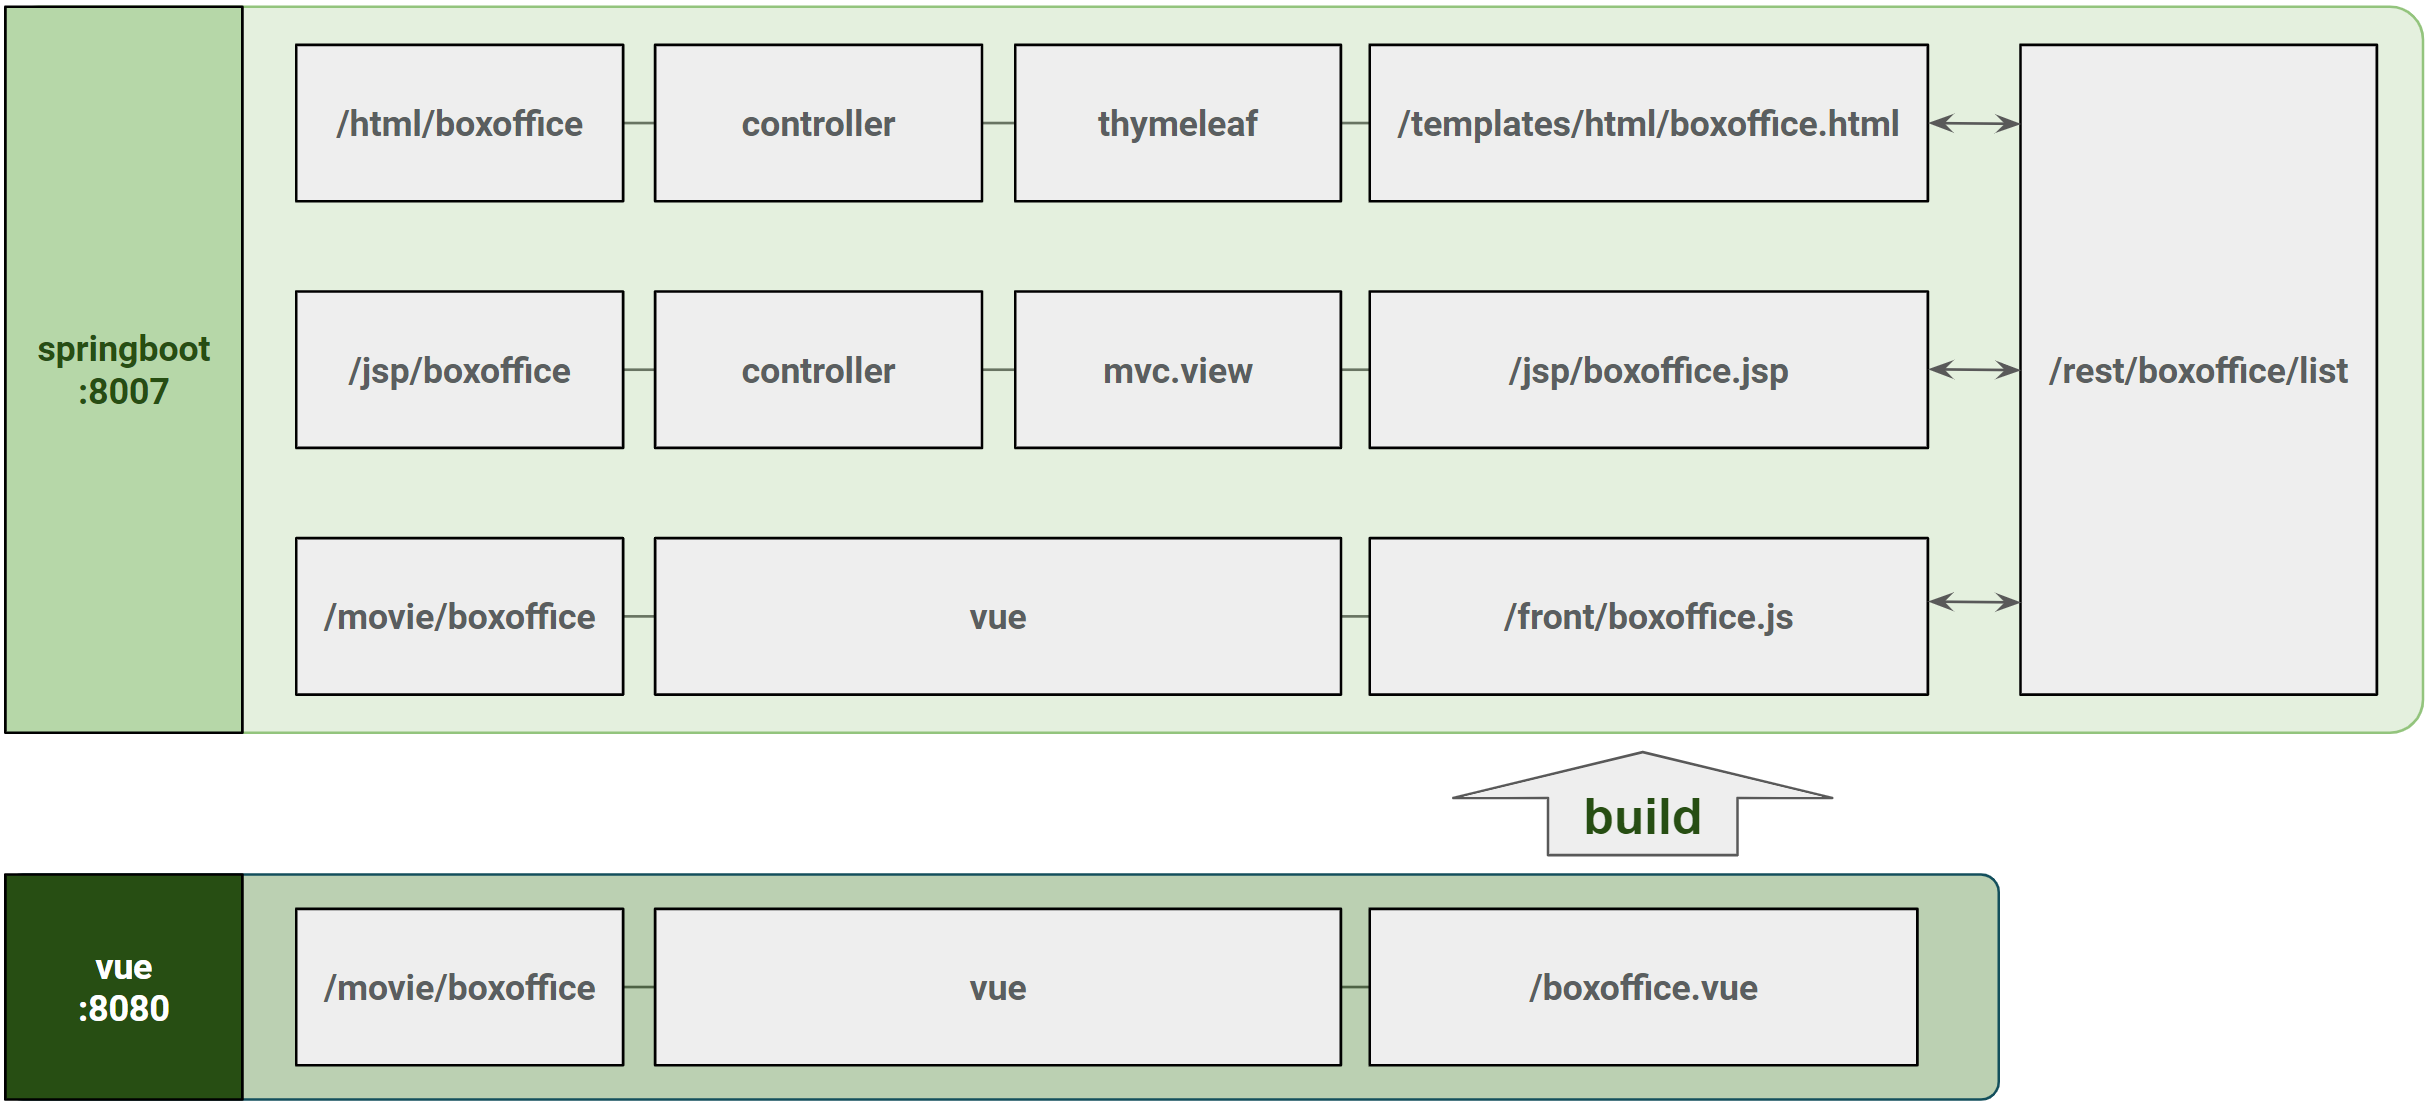 springboot
:8007
/html/boxoffice
controller
thymeleaf
/templates/html/boxoffice.html
/jsp/boxoffice
controller
mvc.view
/jsp/boxoffice.jsp
/rest/boxoffice/list
/movie/boxoffice
vue
/front/boxoffice.js
build
vue
:8080
/movie/boxoffice
vue
/boxoffice.vue